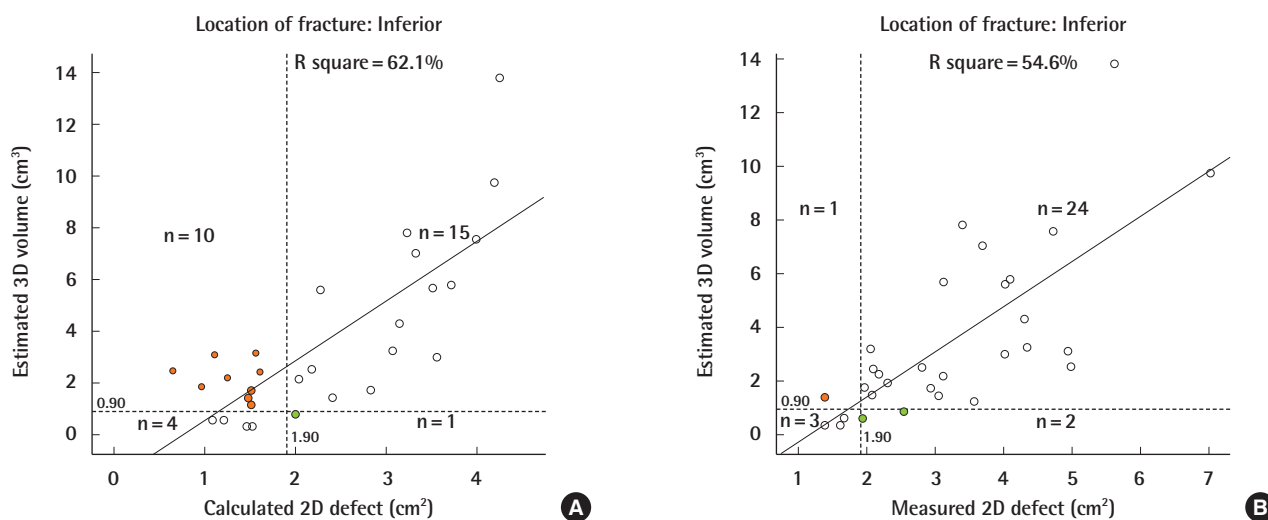 Location of fracture: Inferior
R square = 62.1%
14
12
10
8
6
4
2
0
Estimated 3D volume (cm³)
n = 10
n = 15
0.90
n = 4
n = 1
1.90
0 1 2 3 4
Calculated 2D defect (cm²)
A
Location of fracture: Inferior
R square = 54.6%
14
12
10
8
6
4
2
0
Estimated 3D volume (cm³)
n = 1
n = 24
0.90
n = 3
n = 2
1.90
1 2 3 4 5 6 7
Measured 2D defect (cm²)
B